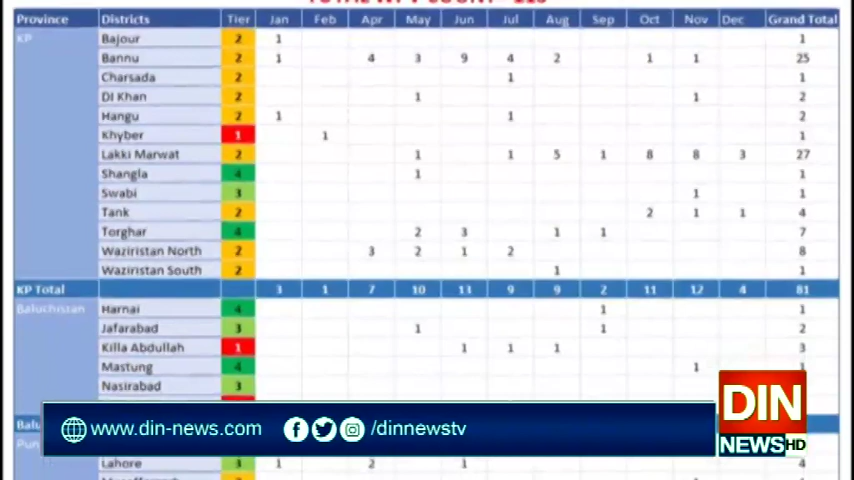 TOTAL WPV COUNT - 115
Province Districts Tier Jan Feb Apr May Jun Jul Aug Sep Oct Nov Dec Grand Total
KP Bajour 2 1 1
Bannu 2 1 4 3 9 4 2 1 1 25
Charsada 2 1 1
DI Khan 2 1 1 2
Hangu 2 1 1 2
Khyber 1 1 1
Lakki Marwat 2 1 1 5 1 8 8 3 27
Shangla 4 1 1
Swabi 3 1 1
Tank 2 2 1 1 4
Torghar 4 2 3 1 1 7
Waziristan North 2 3 2 1 2 8
Waziristan South 2 1 1
KP Total 3 1 7 10 13 9 9 2 11 12 4 81
Baluchistan Harnai 4 1 1
Jafarabad 3 1 1 2
Killa Abdullah 1 1 1 1 3
Mastung 4 1 1
Nasirabad 3
www.din-news.com /dinnewstv
DIN
NEWS HD
Lahore 3 1 2 1 4